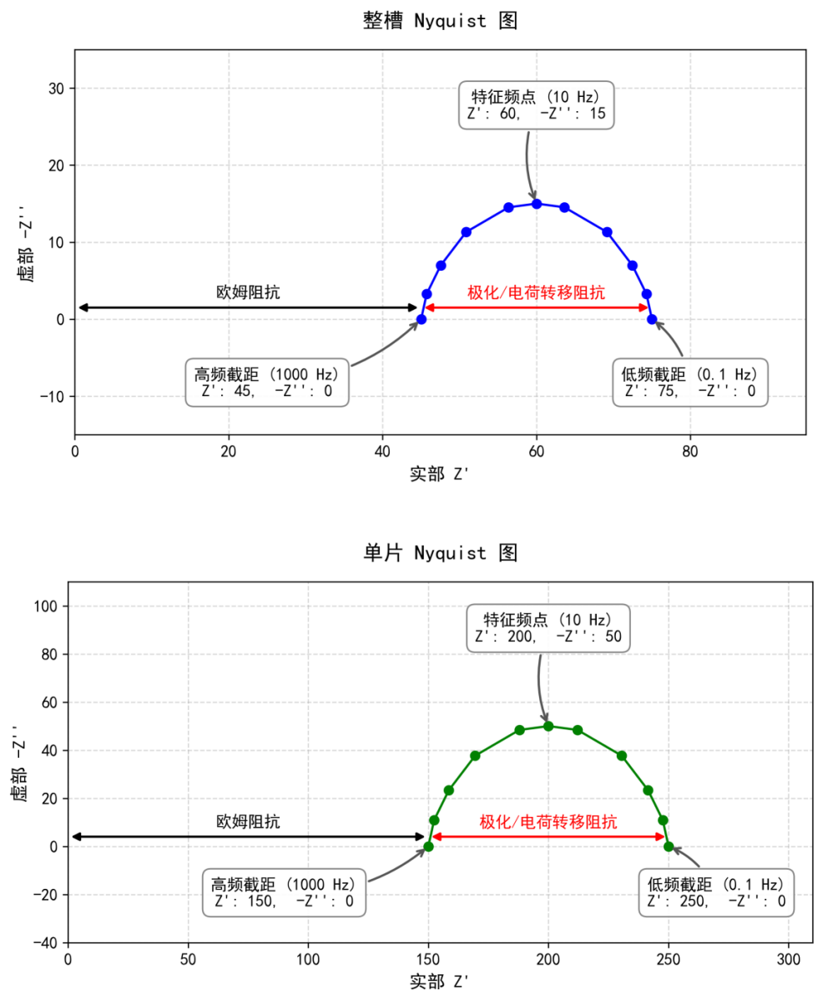 整槽 Nyquist 图
30
20
10
0
−10
虚部 -Z''
特征频点 (10 Hz)
Z': 60,  -Z'': 15
欧姆阻抗
极化/电荷转移阻抗
高频截距 (1000 Hz)
Z': 45,  -Z'': 0
低频截距 (0.1 Hz)
Z': 75,  -Z'': 0
0 20 40 60 80
实部 Z'
单片 Nyquist 图
100
80
60
40
20
0
−20
−40
虚部 -Z''
特征频点 (10 Hz)
Z': 200,  -Z'': 50
欧姆阻抗
极化/电荷转移阻抗
高频截距 (1000 Hz)
Z': 150,  -Z'': 0
低频截距 (0.1 Hz)
Z': 250,  -Z'': 0
0 50 100 150 200 250 300
实部 Z'